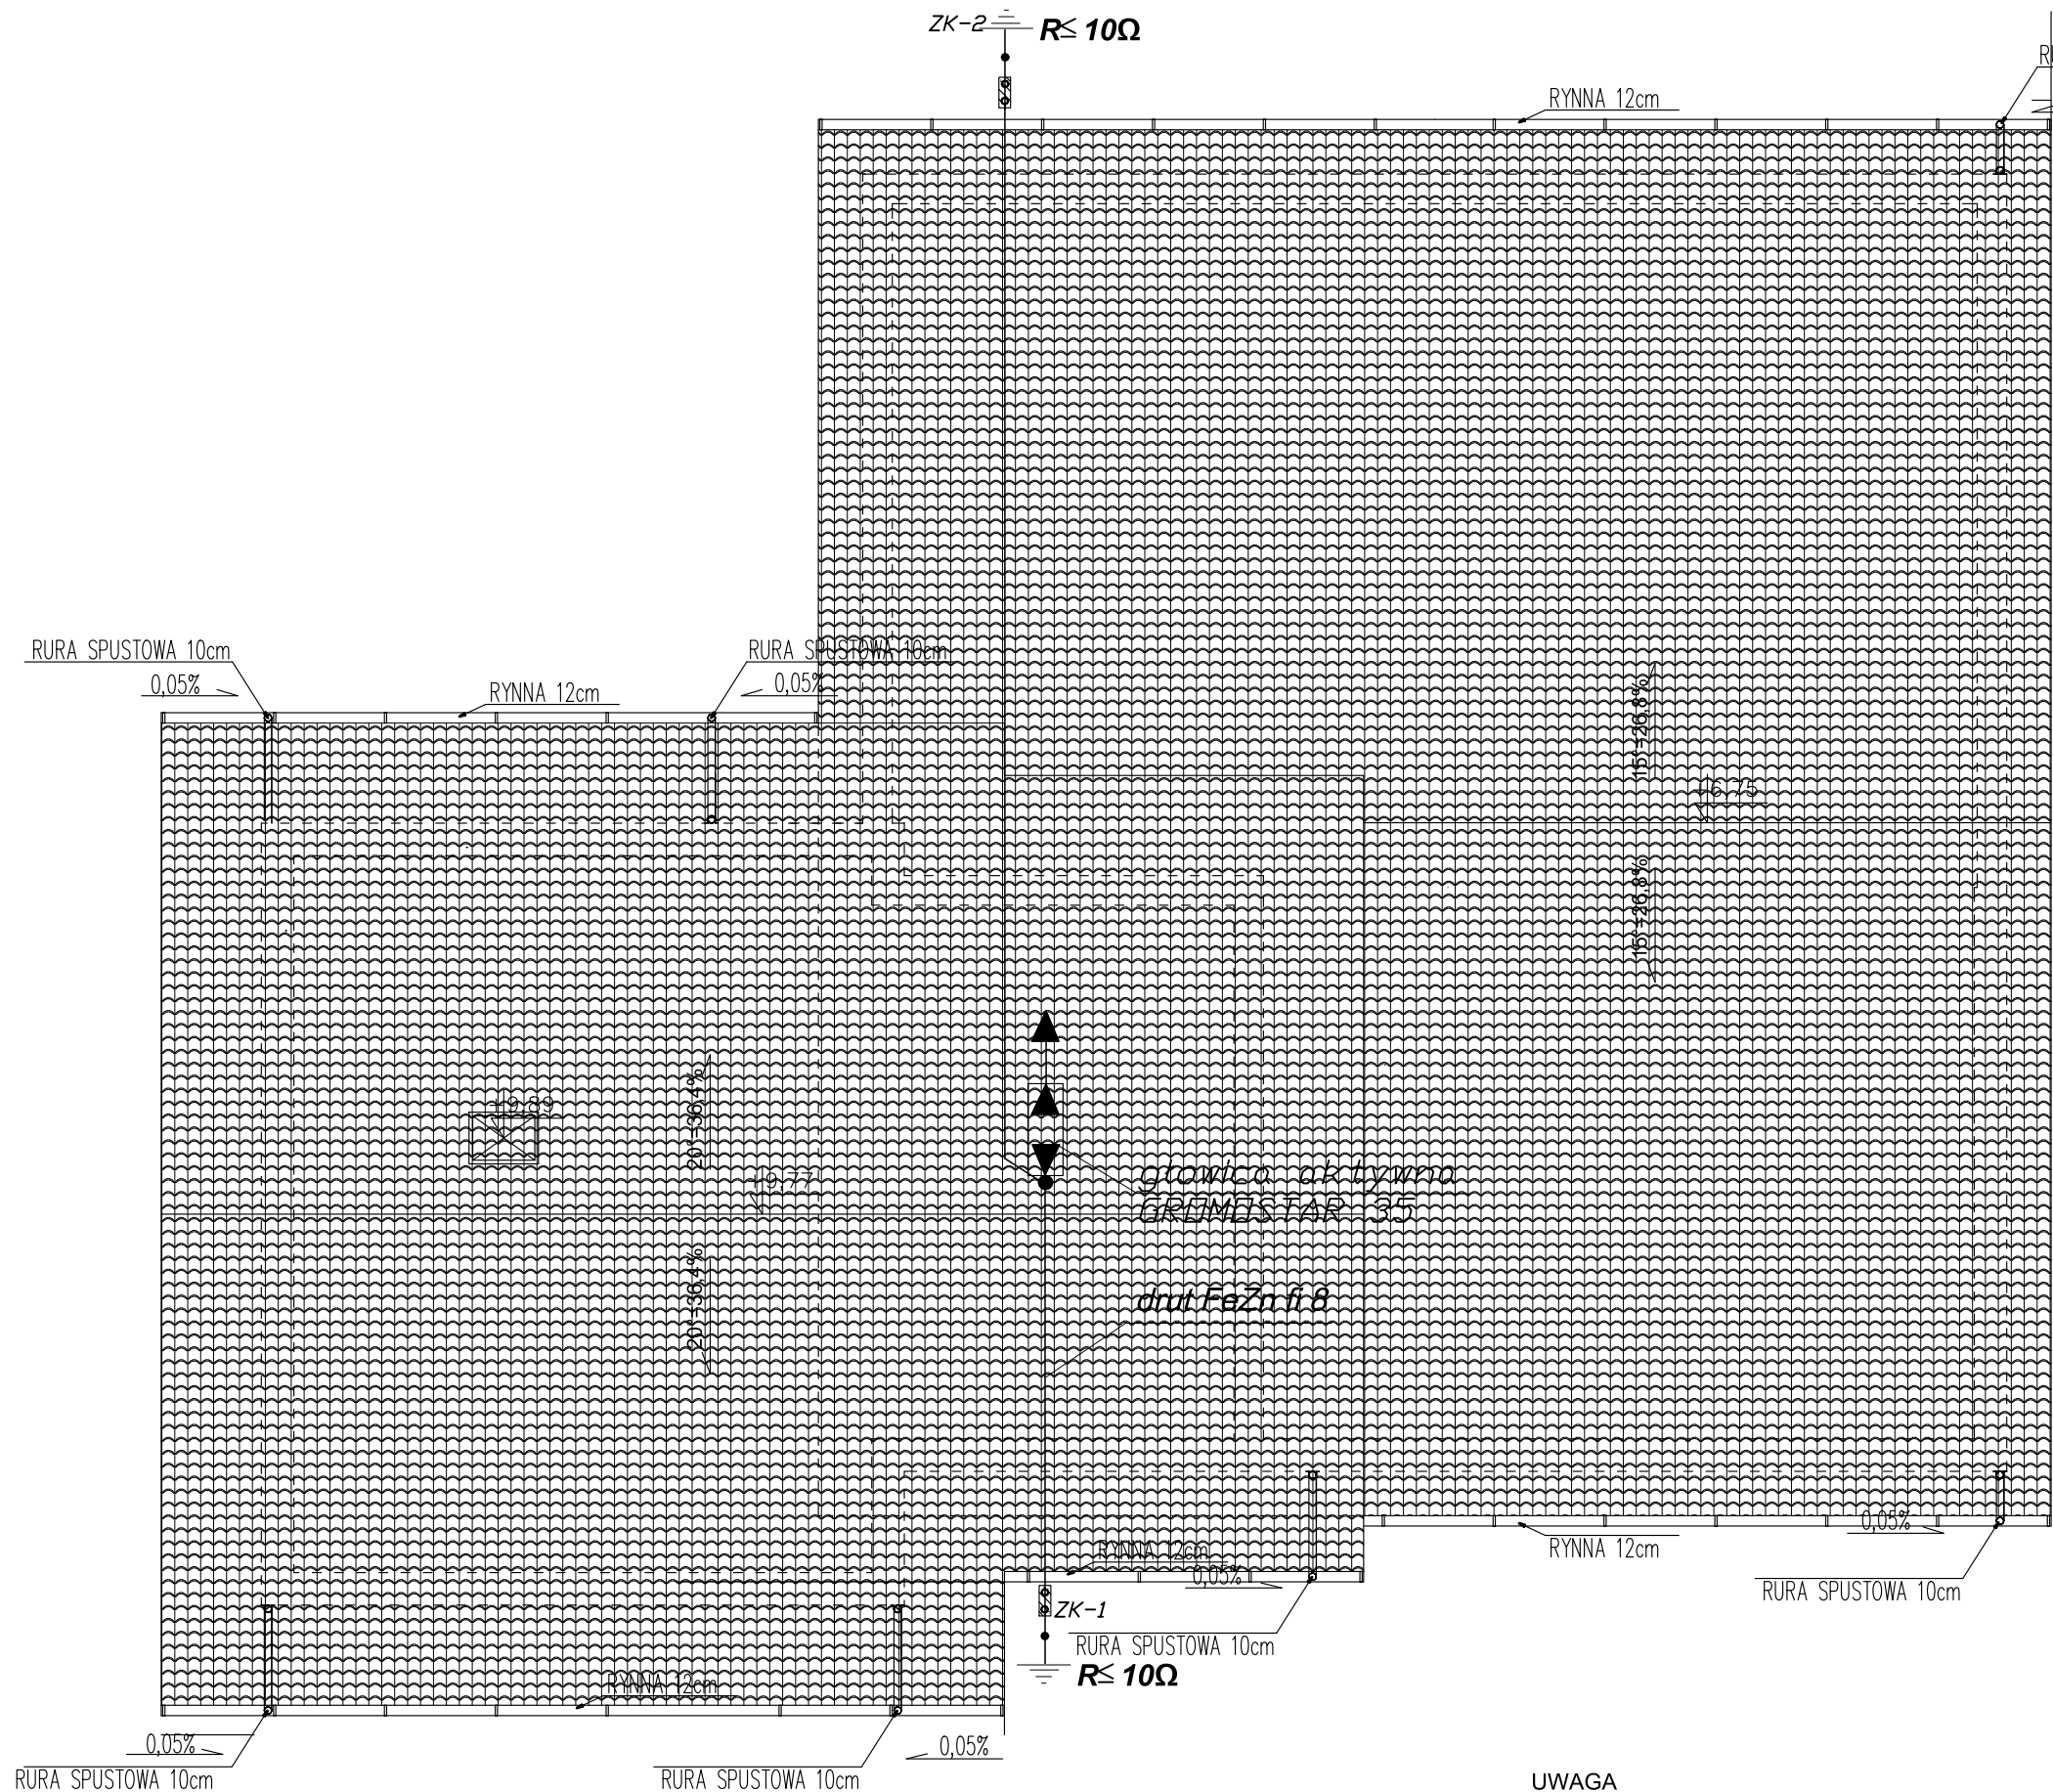 ZK-2
R≤ 10Ω
RYNNA 12cm
RURA SPUSTOWA 10cm
0,05%
RYNNA 12cm
RURA SPUSTOWA 10cm
0,05%
15°=26,8%
+6,75
15°=26,8%
+9,89
20°=36,4%
+9,77
głowica aktywna
GROMOSTAR 35
20°=36,4%
drut FeZn fi 8
RYNNA 12cm
0,05%
0,05%
RYNNA 12cm
RURA SPUSTOWA 10cm
ZK-1
RURA SPUSTOWA 10cm
R≤ 10Ω
RYNNA 12cm
0,05%
0,05%
RURA SPUSTOWA 10cm
RURA SPUSTOWA 10cm
UWAGA